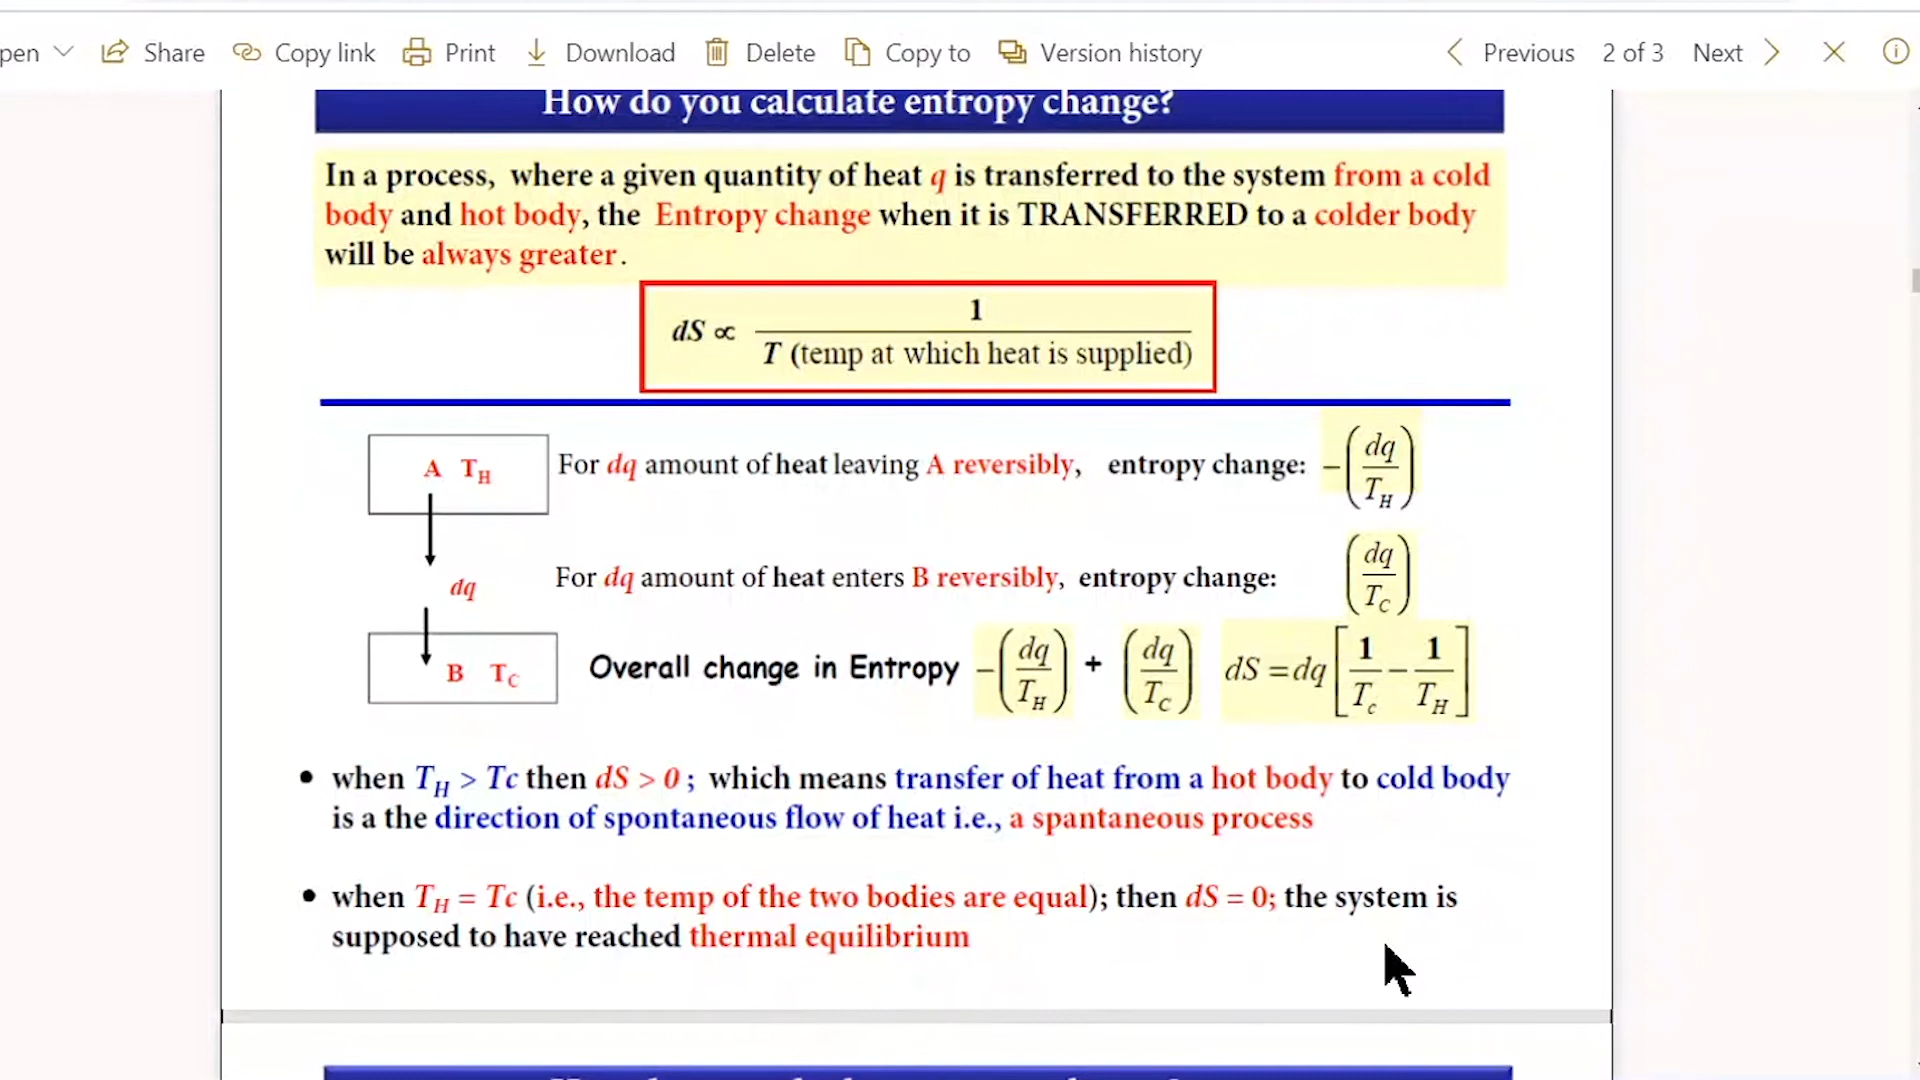 pen Share Copy link Print Download Delete Copy to Version history Previous 2 of 3 Next
How do you calculate entropy change?
In a process, where a given quantity of heat q is transferred to the system from a cold
body and hot body, the Entropy change when it is TRANSFERRED to a colder body
will be always greater.
dS ∝ 1 / T (temp at which heat is supplied)
A T_H For dq amount of heat leaving A reversibly, entropy change: −(dq/T_H)
dq For dq amount of heat enters B reversibly, entropy change: (dq/T_C)
B T_C Overall change in Entropy −(dq/T_H) + (dq/T_C) dS = dq[1/T_c − 1/T_H]
• when T_H > Tc then dS > 0 ; which means transfer of heat from a hot body to cold body
is a the direction of spontaneous flow of heat i.e., a spantaneous process
• when T_H = Tc (i.e., the temp of the two bodies are equal); then dS = 0; the system is
supposed to have reached thermal equilibrium